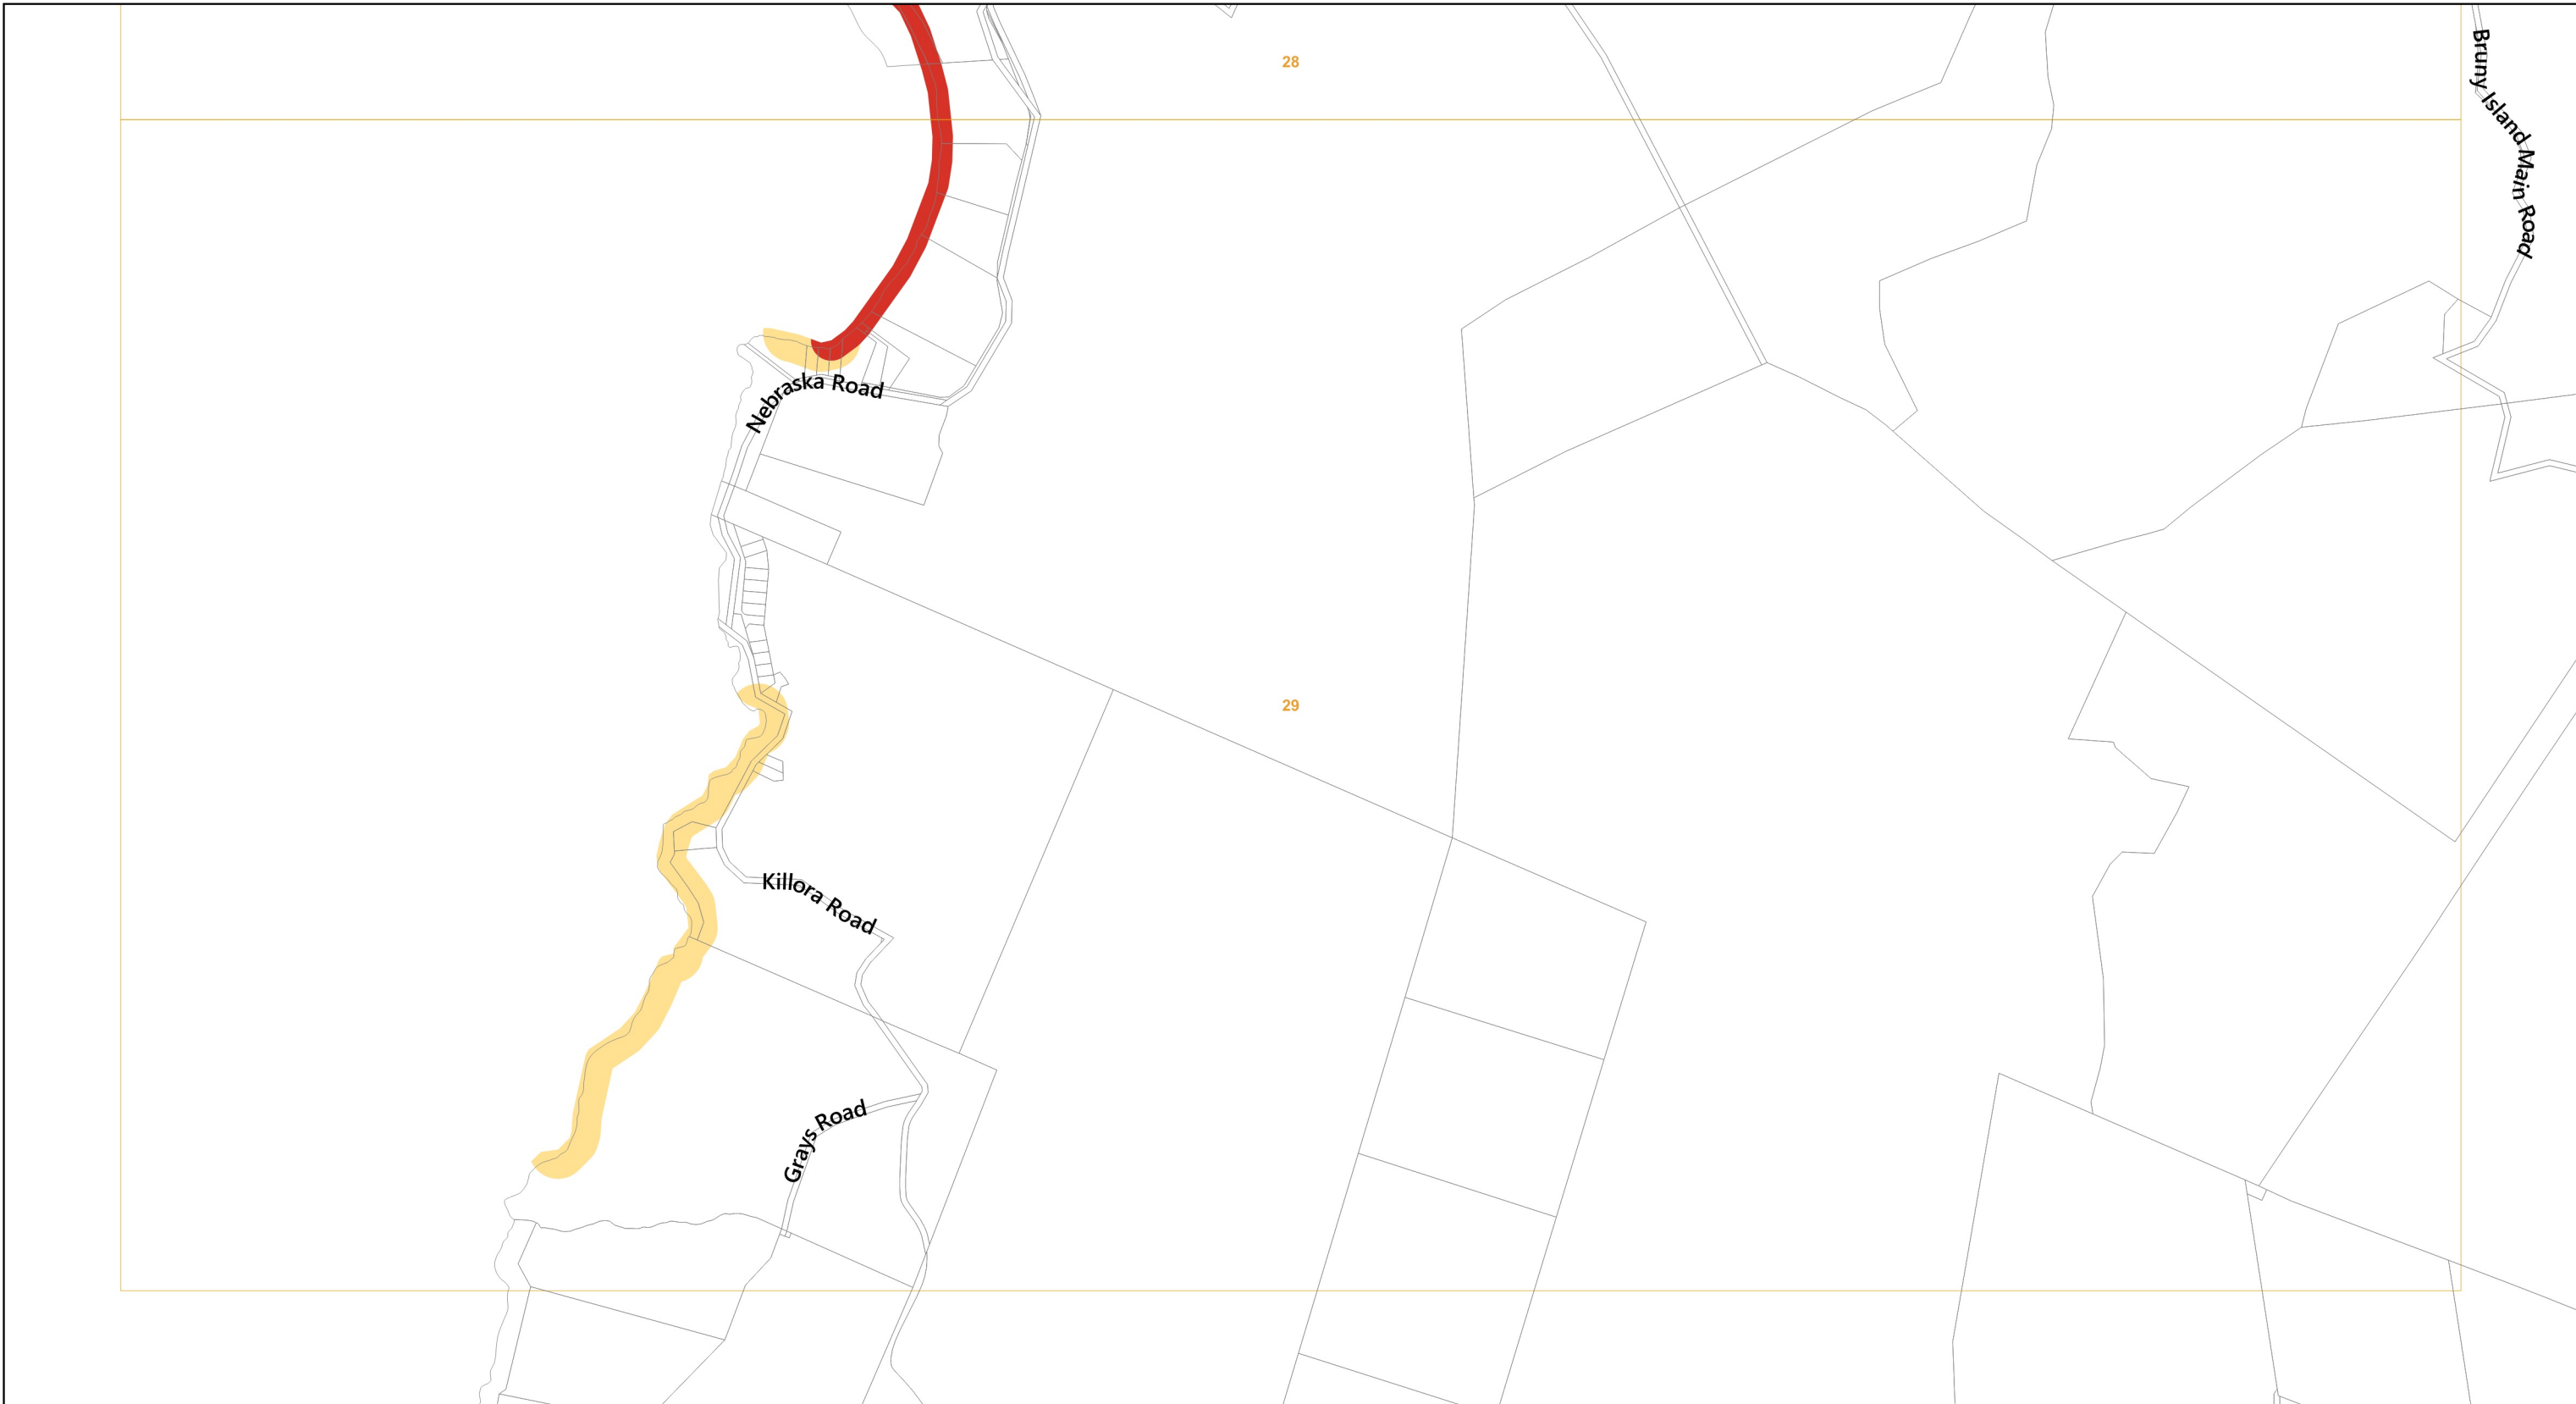 28
Bruny Island Main Road
Nebraska Road
29
Killora Road
Grays Road